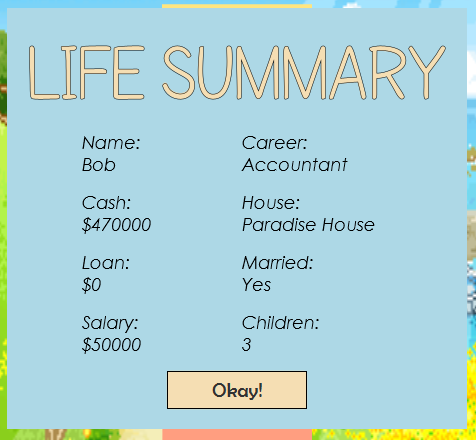 LIFE SUMMARY
Name:
Bob
Career:
Accountant
Cash:
$470000
House:
Paradise House
Loan:
$0
Married:
Yes
Salary:
$50000
Children:
3
Okay!